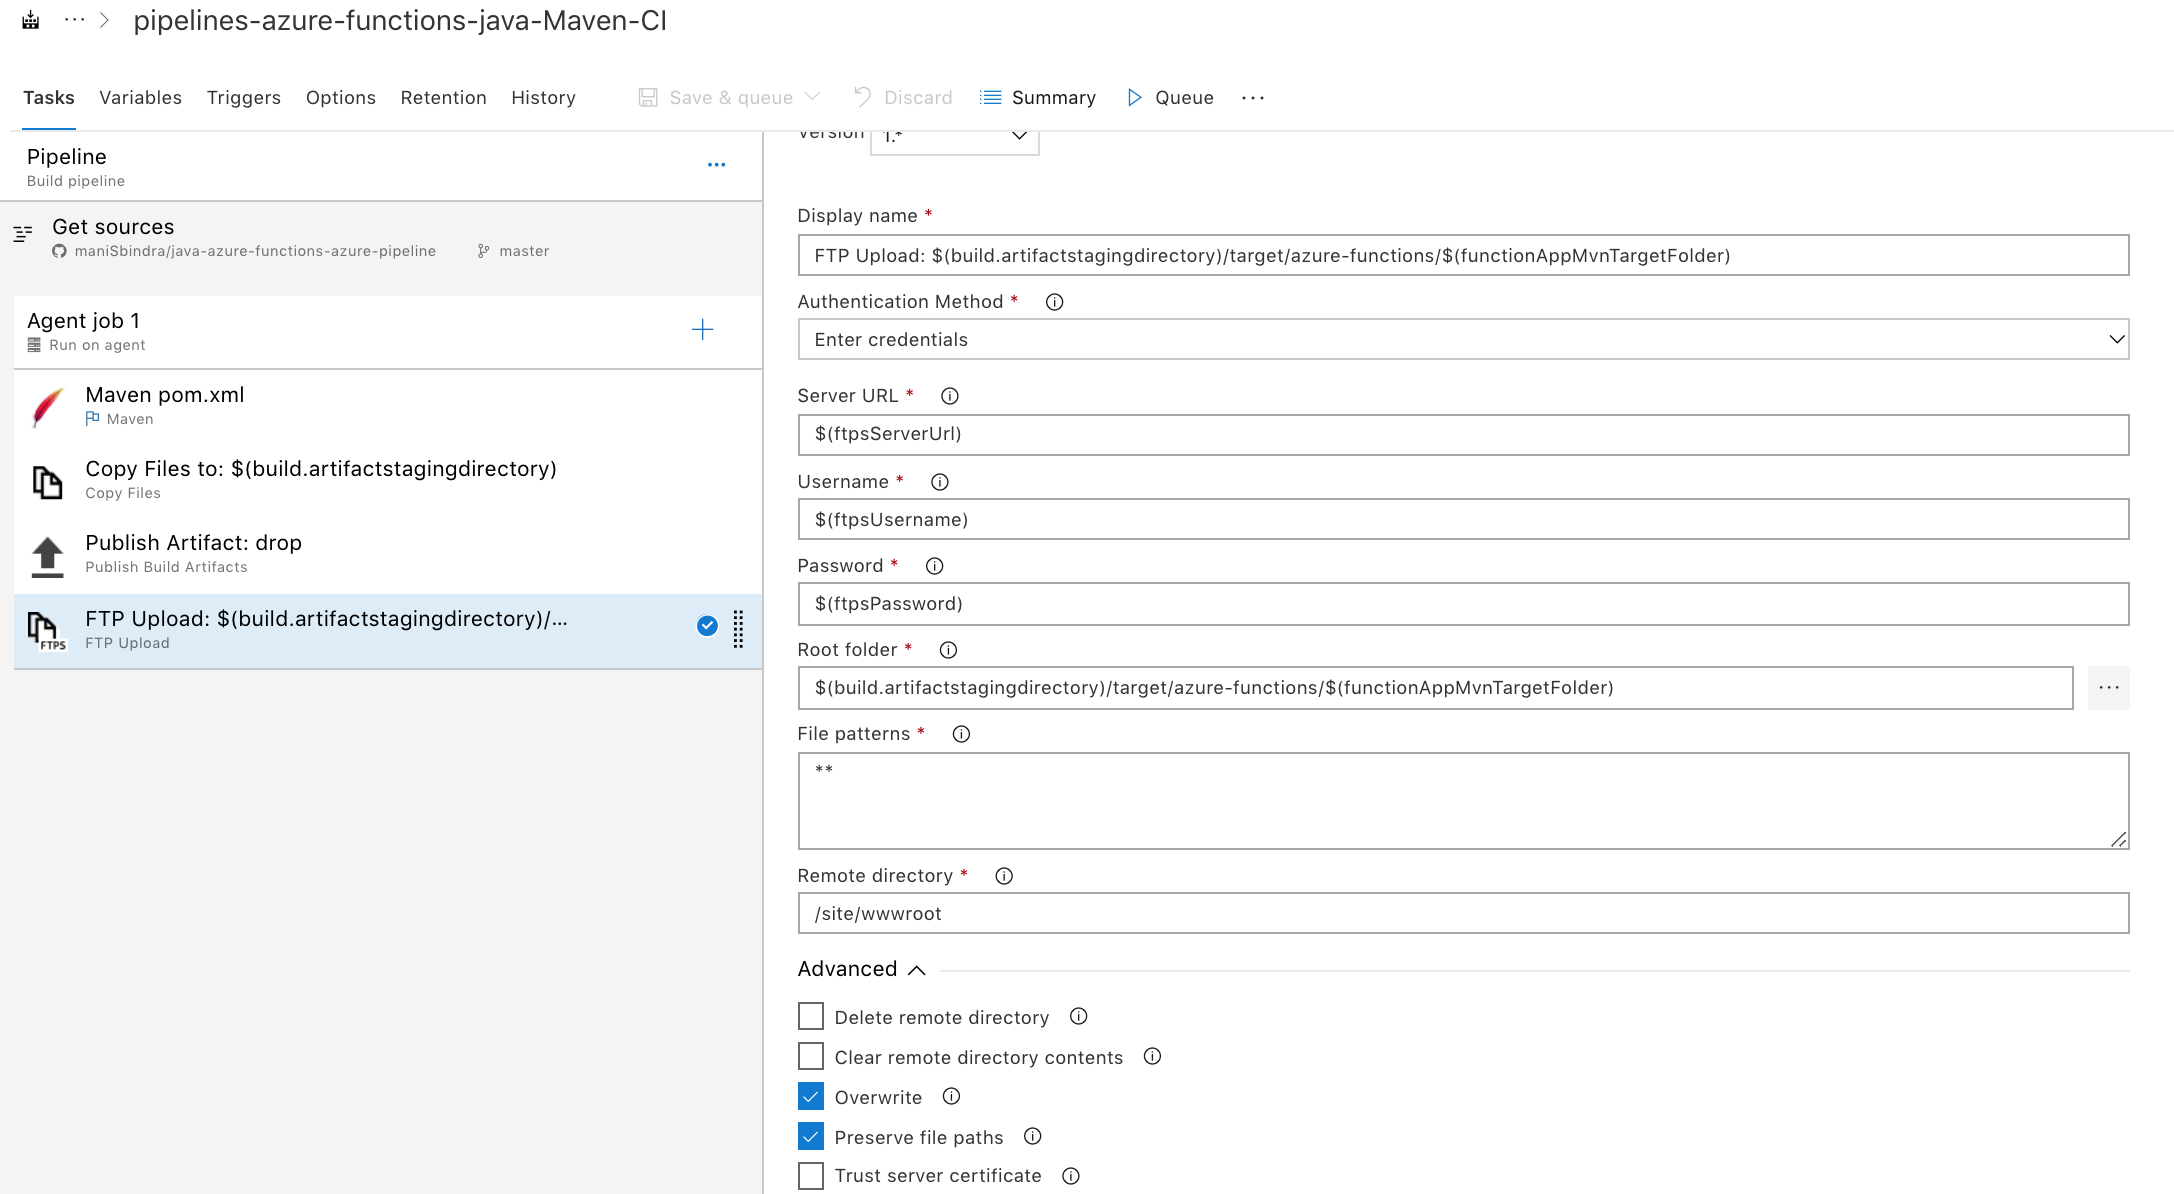 pipelines-azure-functions-java-Maven-CI
Tasks Variables Triggers Options Retention History Save & queue Discard Summary Queue
Pipeline
Build pipeline
Get sources
maniSbindra/java-azure-functions-azure-pipeline master
Agent job 1
Run on agent
Maven pom.xml
Maven
Copy Files to: $(build.artifactstagingdirectory)
Copy Files
Publish Artifact: drop
Publish Build Artifacts
FTP Upload: $(build.artifactstagingdirectory)/...
FTPS
FTP Upload
Version 1.*
Display name *
FTP Upload: $(build.artifactstagingdirectory)/target/azure-functions/$(functionAppMvnTargetFolder)
Authentication Method *
Enter credentials
Server URL *
$(ftpsServerUrl)
Username *
$(ftpsUsername)
Password *
$(ftpsPassword)
Root folder *
$(build.artifactstagingdirectory)/target/azure-functions/$(functionAppMvnTargetFolder)
File patterns *
**
Remote directory *
/site/wwwroot
Advanced
Delete remote directory
Clear remote directory contents
Overwrite
Preserve file paths
Trust server certificate